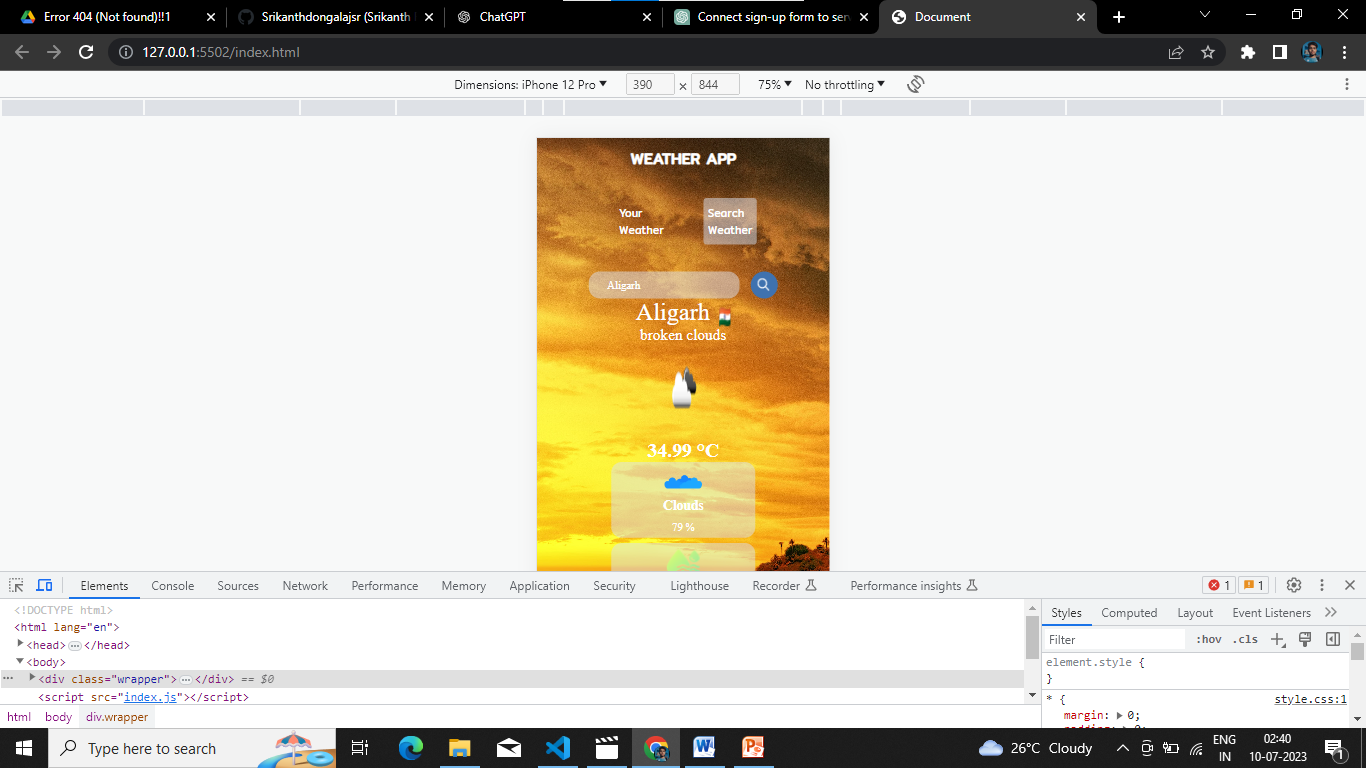 Error 404 (Not found)!!1
Srikanthdongalajsr (Srikanth
ChatGPT
Connect sign-up form to serv
Document
127.0.0.1:5502/index.html
Dimensions: iPhone 12 Pro
390 × 844
75%
No throttling
WEATHER APP
Your
Weather
Search
Weather
Aligarh
Aligarh
broken clouds
34.99 °C
Clouds
79 %
Elements Console Sources Network Performance Memory Application Security Lighthouse Recorder Performance insights
1 1
<!DOCTYPE html>
<html lang="en">
<head>…</head>
<body>
<div class="wrapper">…</div> == $0
<script src="index.js"></script>
html body div.wrapper
Styles Computed Layout Event Listeners
Filter :hov .cls
element.style {
}
* { style.css:1
margin: 0;
padding: 0;
Type here to search
26°C Cloudy
ENG
IN
02:40
10-07-2023
1